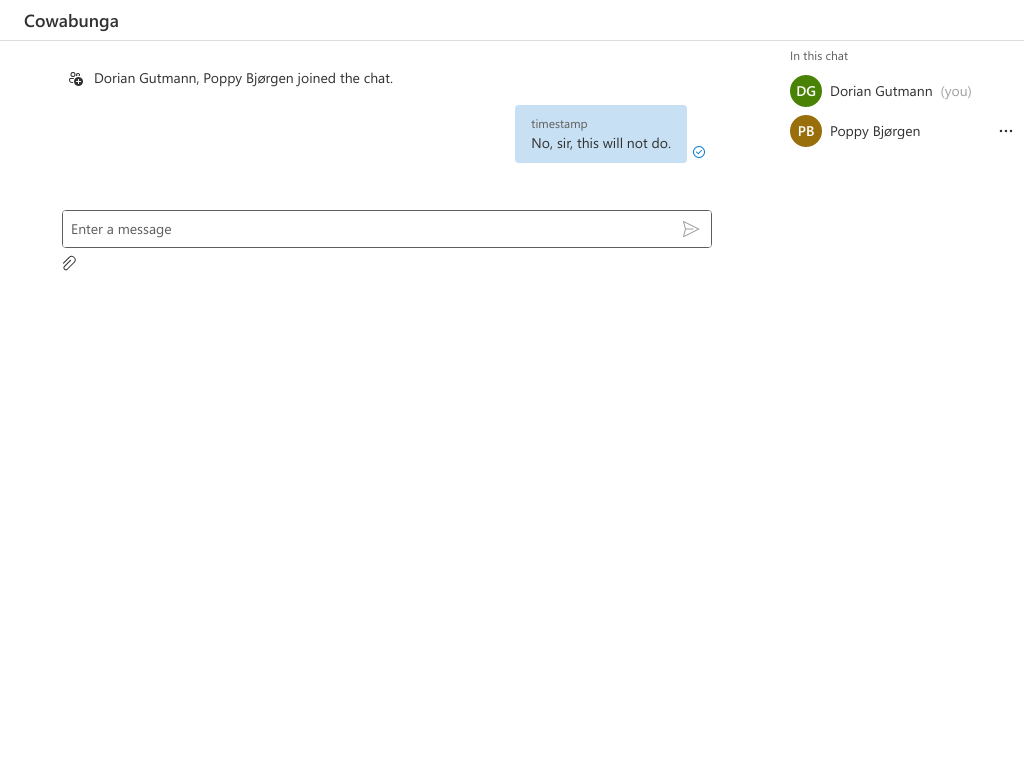 Cowabunga
Dorian Gutmann, Poppy Bjørgen joined the chat.
timestamp
No, sir, this will not do.
Enter a message
In this chat
DG Dorian Gutmann (you)
PB Poppy Bjørgen